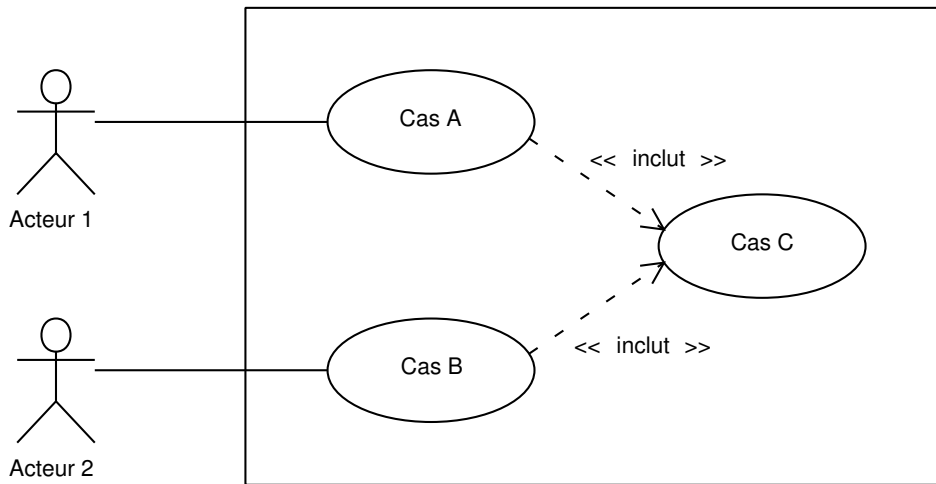 Cas A
<< inclut >>
Acteur 1
Cas C
<< inclut >>
Cas B
Acteur 2